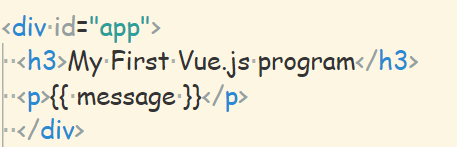 <div id="app">
  <h3>My First Vue.js program</h3>
  <p>{{ message }}</p>
  </div>